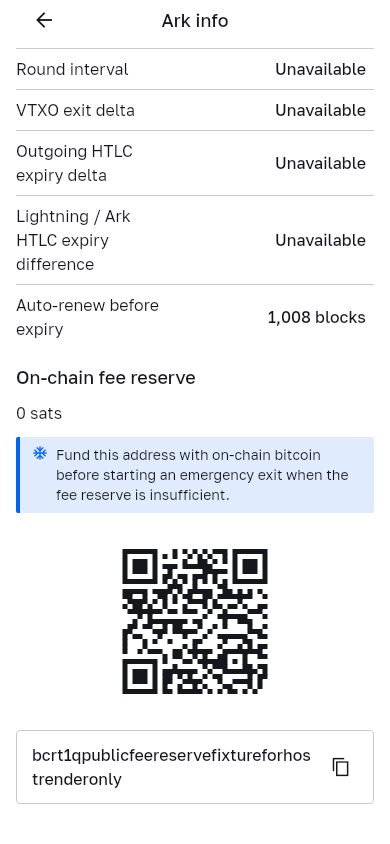 Ark info
Round interval Unavailable
VTXO exit delta Unavailable
Outgoing HTLC
expiry delta
Unavailable
Lightning / Ark
HTLC expiry
difference
Unavailable
Auto-renew before
expiry
1,008 blocks
On-chain fee reserve
0 sats
Fund this address with on-chain bitcoin
before starting an emergency exit when the
fee reserve is insufficient.
bcrt1qpublicfeereservefixtureforhos
trenderonly